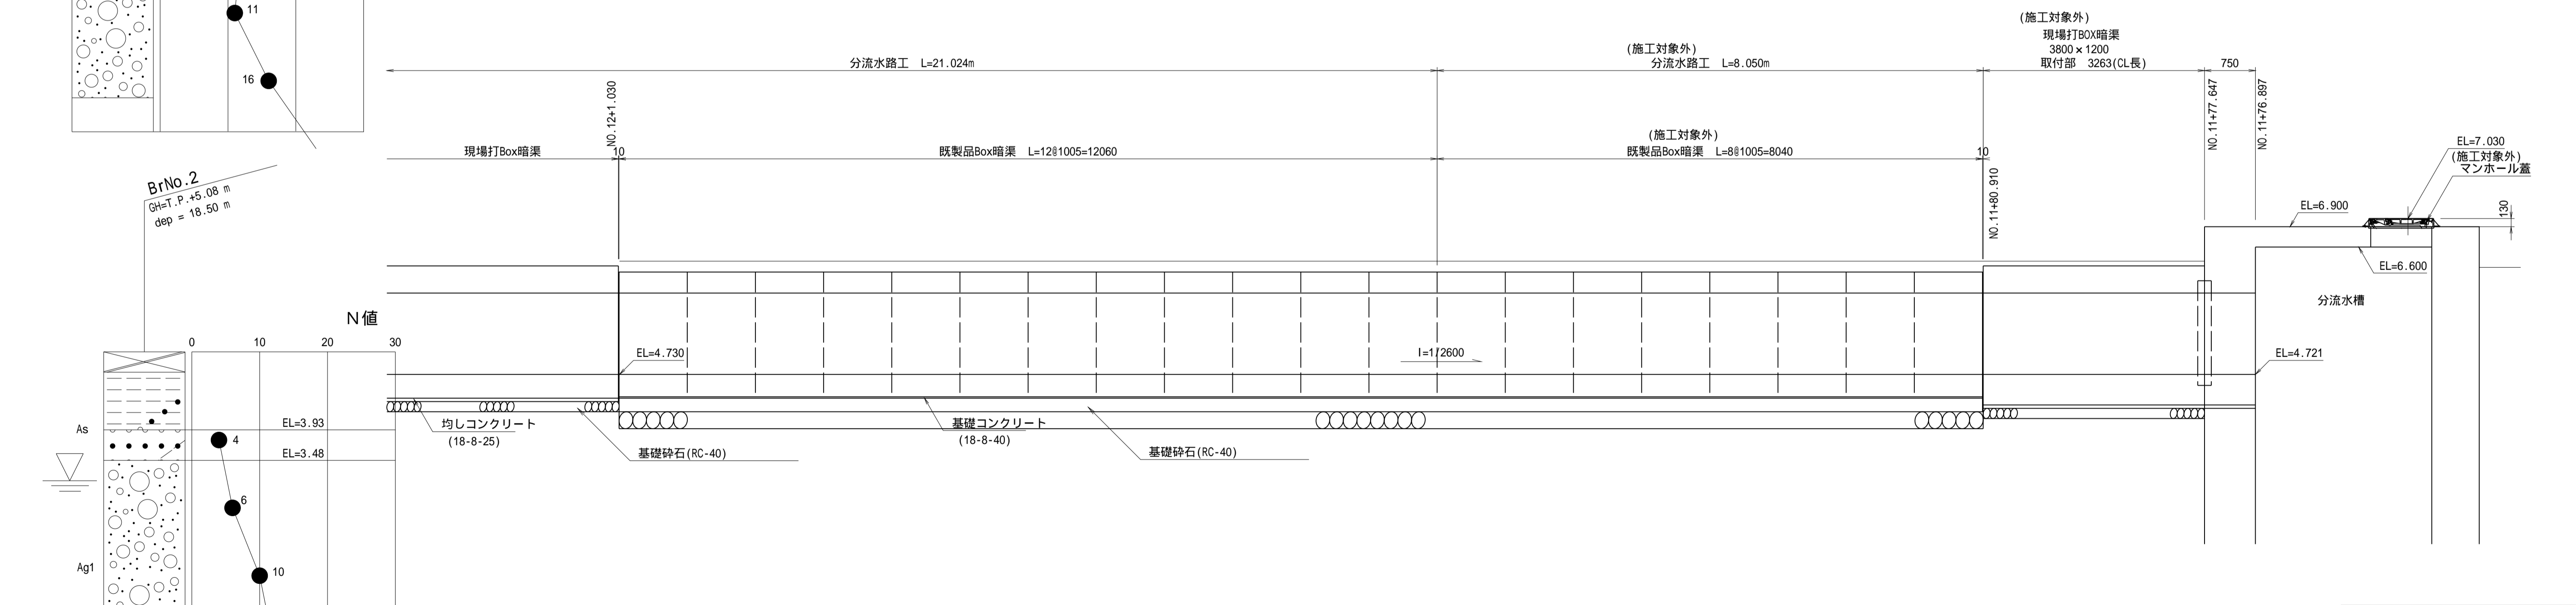 11
16
(施工対象外)
現場打BOX暗渠
3800×1200
取付部 3263(CL長)
750
(施工対象外)
分流水路工 L=8.050m
分流水路工 L=21.024m
NO.12+1.030
NO.11+77.647
NO.11+76.897
現場打Box暗渠
10
既製品Box暗渠 L=12@1005=12060
(施工対象外)
既製品Box暗渠 L=8@1005=8040
10
NO.11+80.910
EL=7.030
(施工対象外)
マンホール蓋
130
EL=6.900
EL=6.600
分流水槽
BrNo.2
GH=T.P.+5.08 m
dep = 18.50 m
N値
0 10 20 30
EL=4.730
I=1/2600
EL=4.721
As
EL=3.93
4
EL=3.48
6
Ag1
10
均しコンクリート
(18-8-25)
基礎砕石(RC-40)
基礎コンクリート
(18-8-40)
基礎砕石(RC-40)